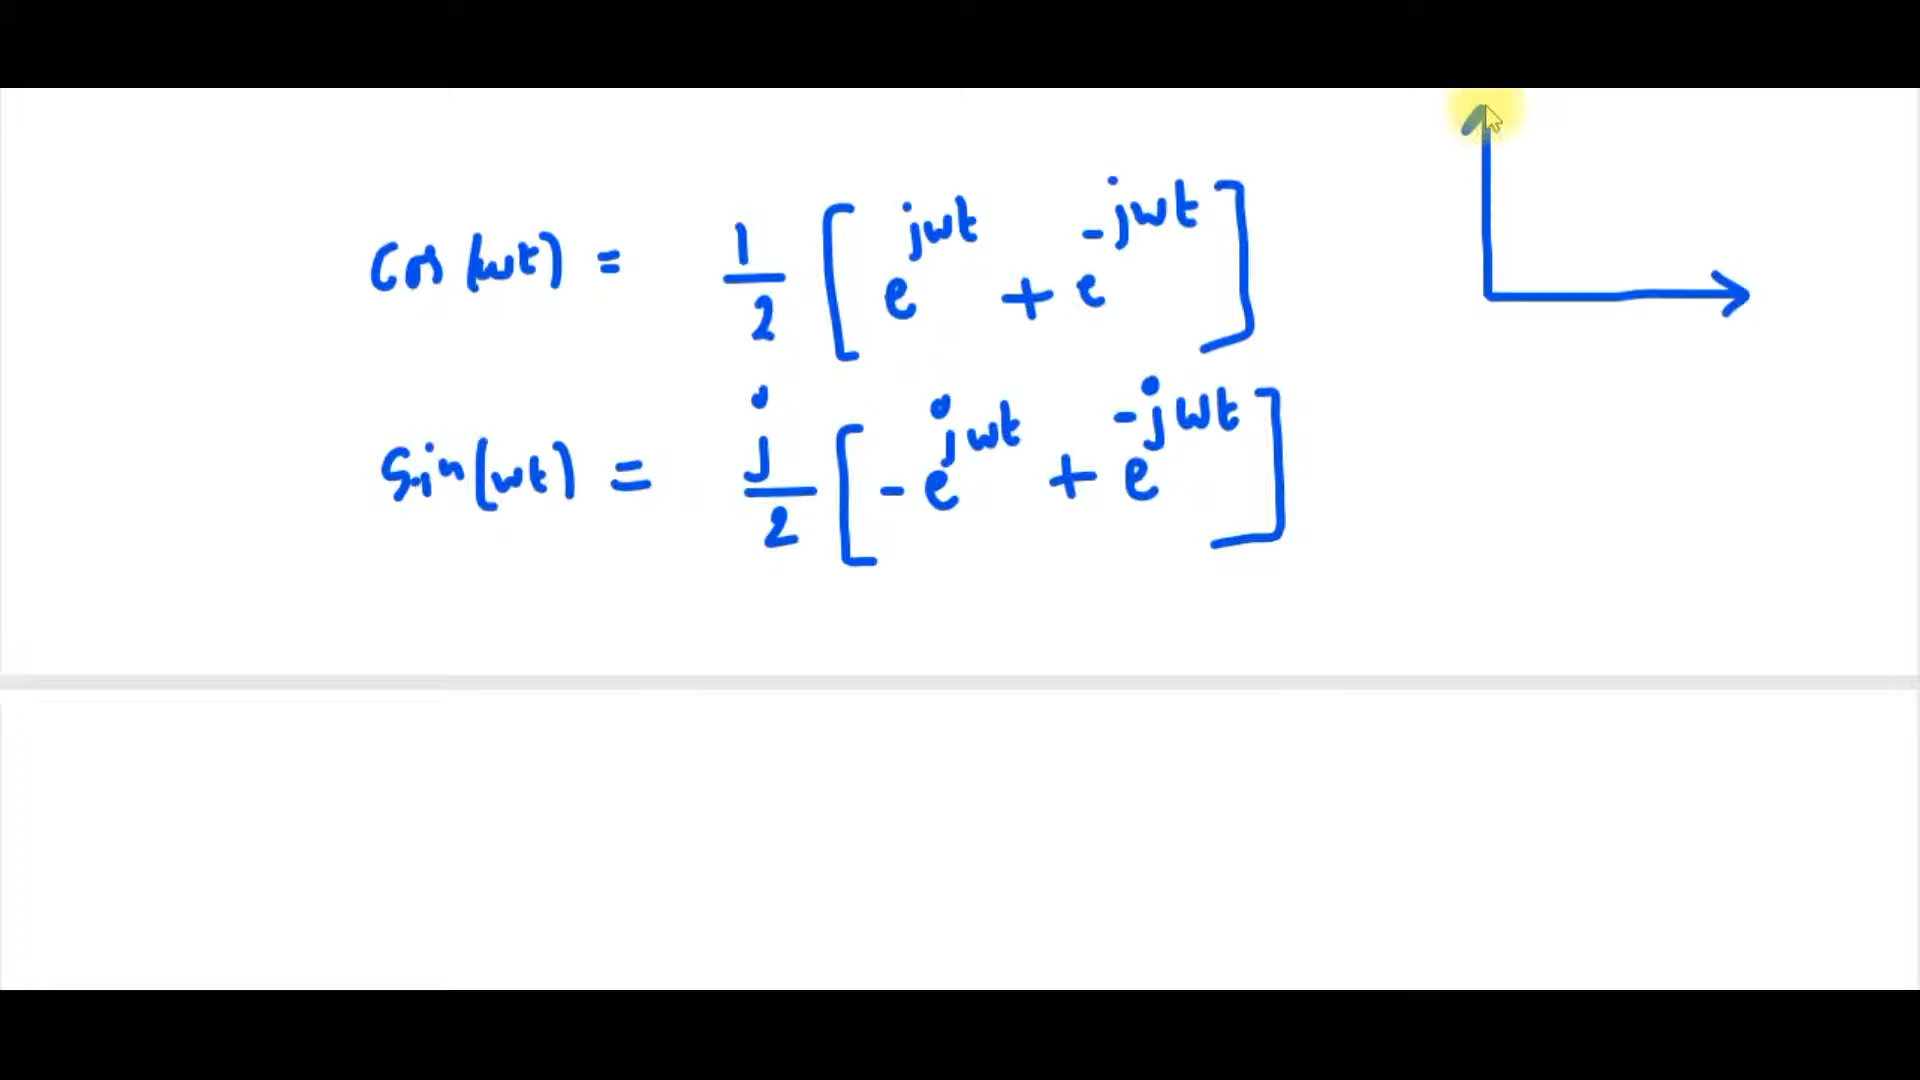 cos(wt) = 1/2 [e^jwt + e^-jwt]
sin(wt) = j/2 [-e^jwt + e^-jwt]